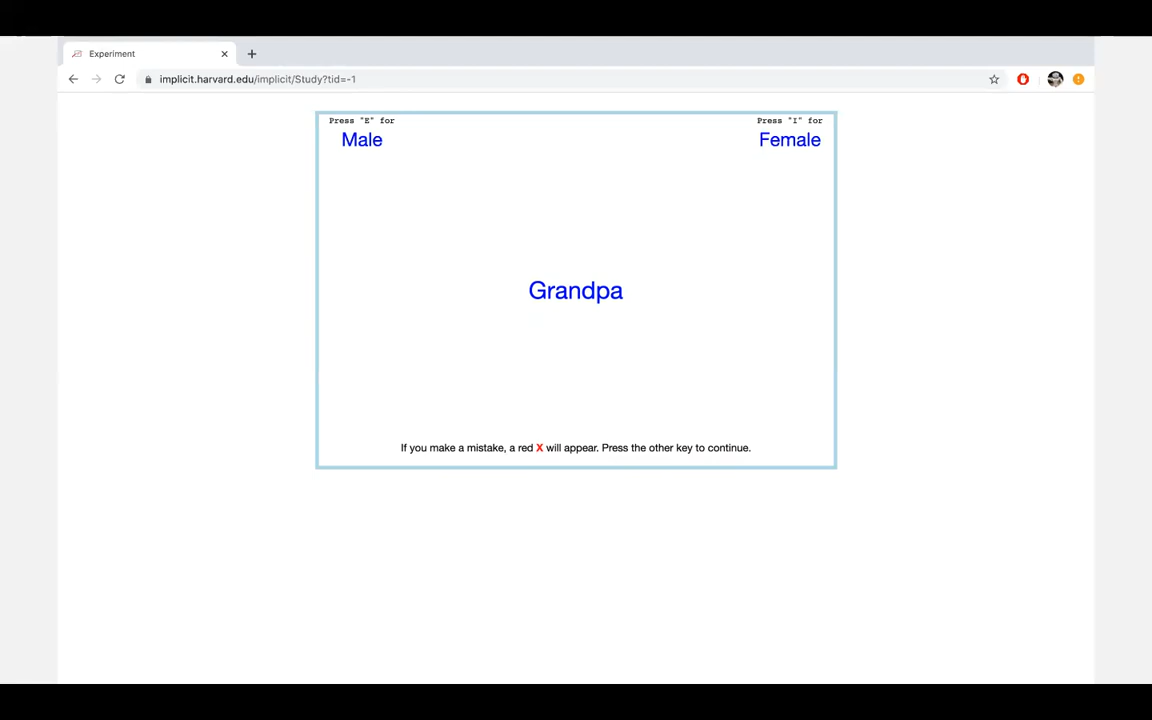 Experiment
implicit.harvard.edu/implicit/Study?tid=-1
Press "E" for
Male
Press "I" for
Female
Grandpa
If you make a mistake, a red X will appear. Press the other key to continue.